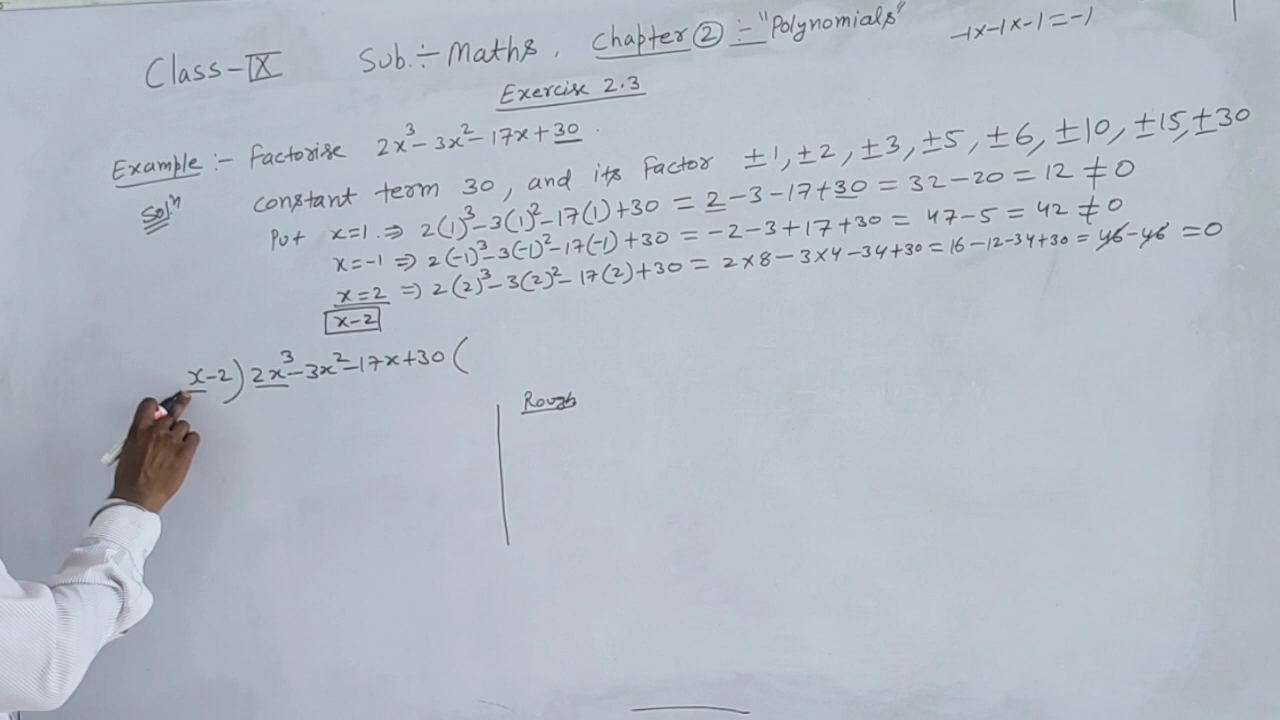 Class-IX Sub.÷ Maths, Chapter ② :- "Polynomials" -1x-1x-1=-1
Exercise 2.3
Example :- Factorise 2x³-3x²-17x+30.
Solⁿ constant term 30, and its Factor ±1, ±2, ±3, ±5, ±6, ±10, ±15, ±30
Put x=1. ⇒ 2(1)³-3(1)²-17(1)+30 = 2-3-17+30 = 32-20 = 12 ≠ 0
x=-1 ⇒ 2(-1)³-3(-1)²-17(-1)+30 = -2-3+17+30 = 47-5 = 42 ≠ 0
x=2 ⇒ 2(2)³-3(2)²-17(2)+30 = 2x8-3x4-34+30 = 16-12-34+30 = 46-46 = 0
x-2
x-2) 2x³-3x²-17x+30 (
Rough